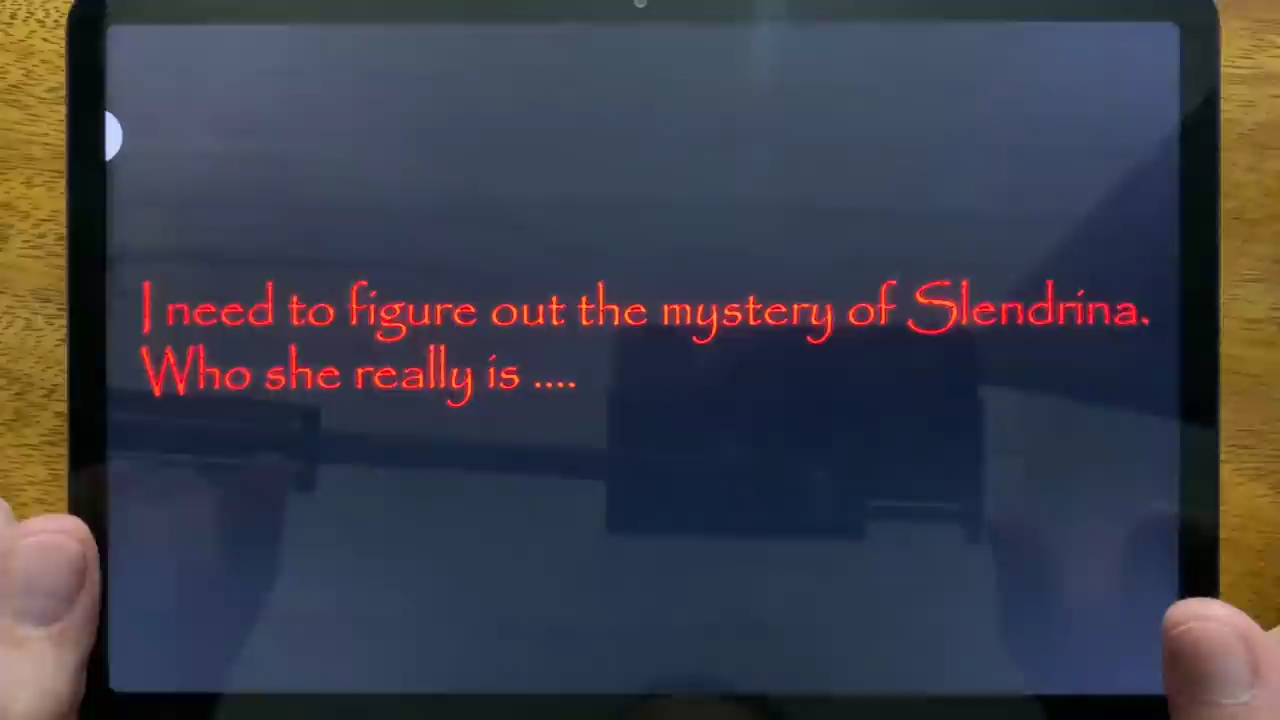 I need to figure out the mystery of Slendrina.
Who she really is ....